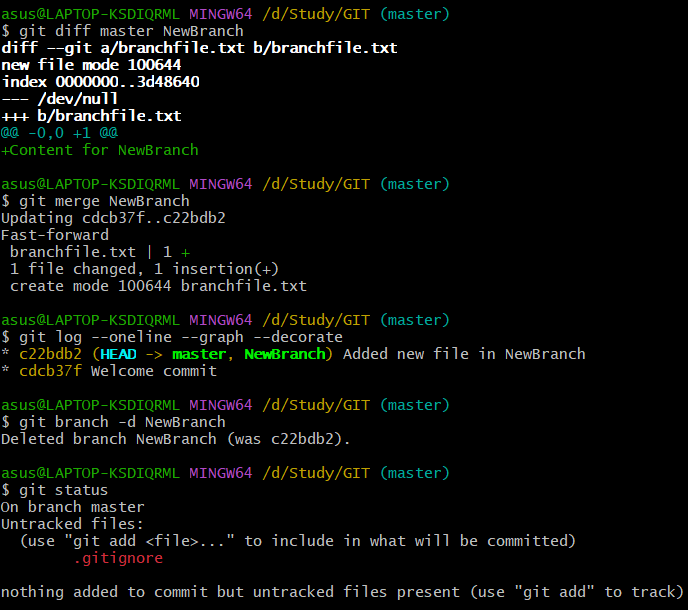 asus@LAPTOP-KSDIQRML MINGW64 /d/Study/GIT (master)
$ git diff master NewBranch
diff --git a/branchfile.txt b/branchfile.txt
new file mode 100644
index 0000000..3d48640
--- /dev/null
+++ b/branchfile.txt
@@ -0,0 +1 @@
+Content for NewBranch

asus@LAPTOP-KSDIQRML MINGW64 /d/Study/GIT (master)
$ git merge NewBranch
Updating cdcb37f..c22bdb2
Fast-forward
 branchfile.txt | 1 +
 1 file changed, 1 insertion(+)
 create mode 100644 branchfile.txt

asus@LAPTOP-KSDIQRML MINGW64 /d/Study/GIT (master)
$ git log --oneline --graph --decorate
* c22bdb2 (HEAD -> master, NewBranch) Added new file in NewBranch
* cdcb37f Welcome commit

asus@LAPTOP-KSDIQRML MINGW64 /d/Study/GIT (master)
$ git branch -d NewBranch
Deleted branch NewBranch (was c22bdb2).

asus@LAPTOP-KSDIQRML MINGW64 /d/Study/GIT (master)
$ git status
On branch master
Untracked files:
  (use "git add <file>..." to include in what will be committed)
        .gitignore

nothing added to commit but untracked files present (use "git add" to track)